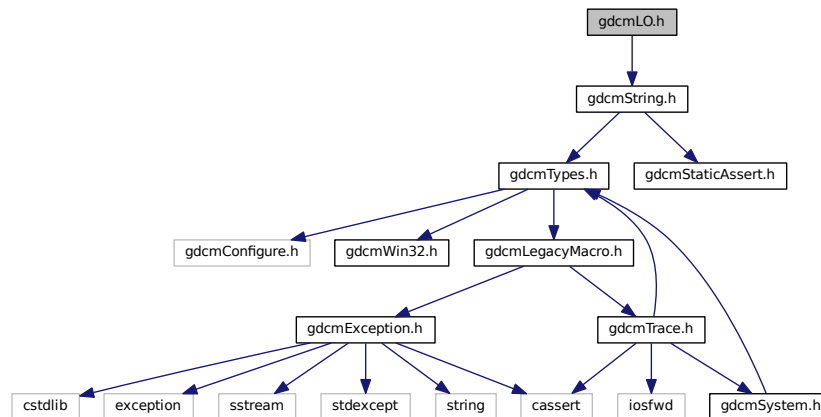 gdcmLO.h
gdcmString.h
gdcmTypes.h
gdcmStaticAssert.h
gdcmConfigure.h
gdcmWin32.h
gdcmLegacyMacro.h
gdcmException.h
gdcmTrace.h
cstdlib
exception
sstream
stdexcept
string
cassert
iosfwd
gdcmSystem.h